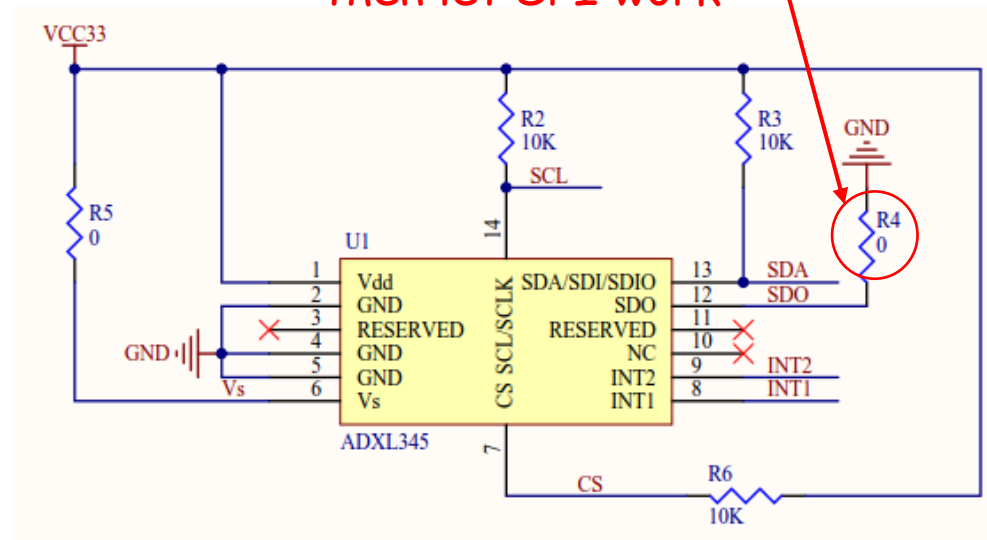 VCC33
R2
10K
R3
10K
GND
SCL
R5
0
R4
0
14
U1
1
Vdd
SDA/SDI/SDIO
13
SDA
2
GND
SDO
12
SDO
3
RESERVED
RESERVED
11
4
GND
NC
10
GND
5
GND
INT2
9
INT2
Vs
6
Vs
INT1
8
INT1
CS SCL/SCLK
ADXL345
7
CS
R6
10K